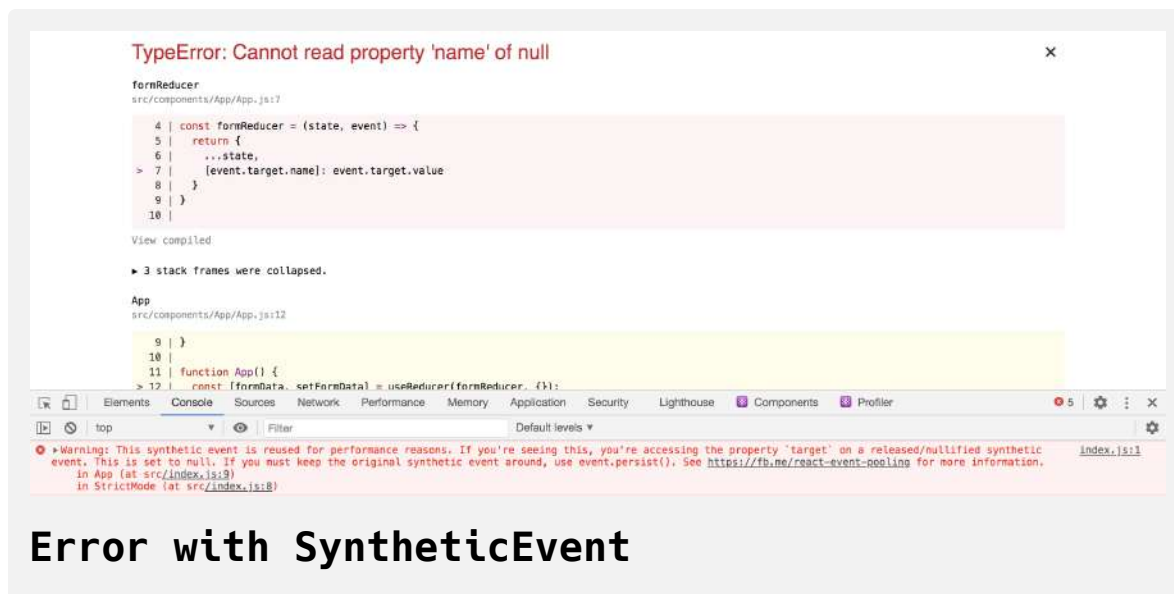 TypeError: Cannot read property 'name' of null ×
formReducer
src/components/App/App.js:7
4 | const formReducer = (state, event) => {
5 |   return {
6 |     ...state,
> 7 |     [event.target.name]: event.target.value
8 |   }
9 | }
10 |
View compiled
▶ 3 stack frames were collapsed.
App
src/components/App/App.js:12
9 | }
10 |
11 | function App() {
> 12 |   const [formData, setFormData] = useReducer(formReducer, {});
Elements Console Sources Network Performance Memory Application Security Lighthouse Components Profiler 5
top Filter Default levels ▼
▶Warning: This synthetic event is reused for performance reasons. If you're seeing this, you're accessing the property `target` on a released/nullified synthetic index.js:1
event. This is set to null. If you must keep the original synthetic event around, use event.persist(). See https://fb.me/react-event-pooling for more information.
in App (at src/index.js:9)
in StrictMode (at src/index.js:8)
Error with SyntheticEvent